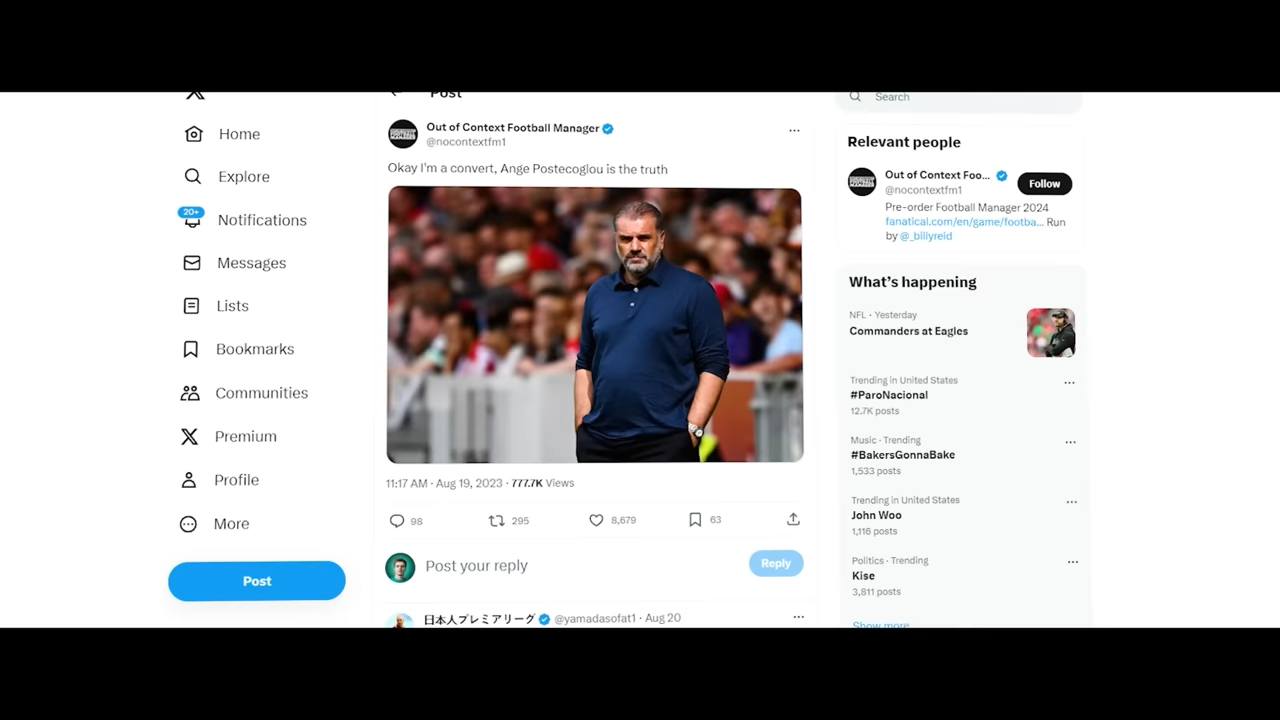 Post
Search
Home
Explore
20+
Notifications
Messages
Lists
Bookmarks
Communities
Premium
Profile
More
Post
Out of Context Football Manager
@nocontextfm1
Okay I'm a convert, Ange Postecoglou is the truth
11:17 AM · Aug 19, 2023 · 777.7K Views
98 295 8,679 63
Post your reply
Reply
日本人プレミアリーグ @yamadasofat1 · Aug 20
Relevant people
Out of Context Foo...
@nocontextfm1
Follow
Pre-order Football Manager 2024
fanatical.com/en/game/footba... Run
by @_billyreid
What's happening
NFL · Yesterday
Commanders at Eagles
Trending in United States
#ParoNacional
12.7K posts
Music · Trending
#BakersGonnaBake
1,533 posts
Trending in United States
John Woo
1,116 posts
Politics · Trending
Kise
3,811 posts
Show more